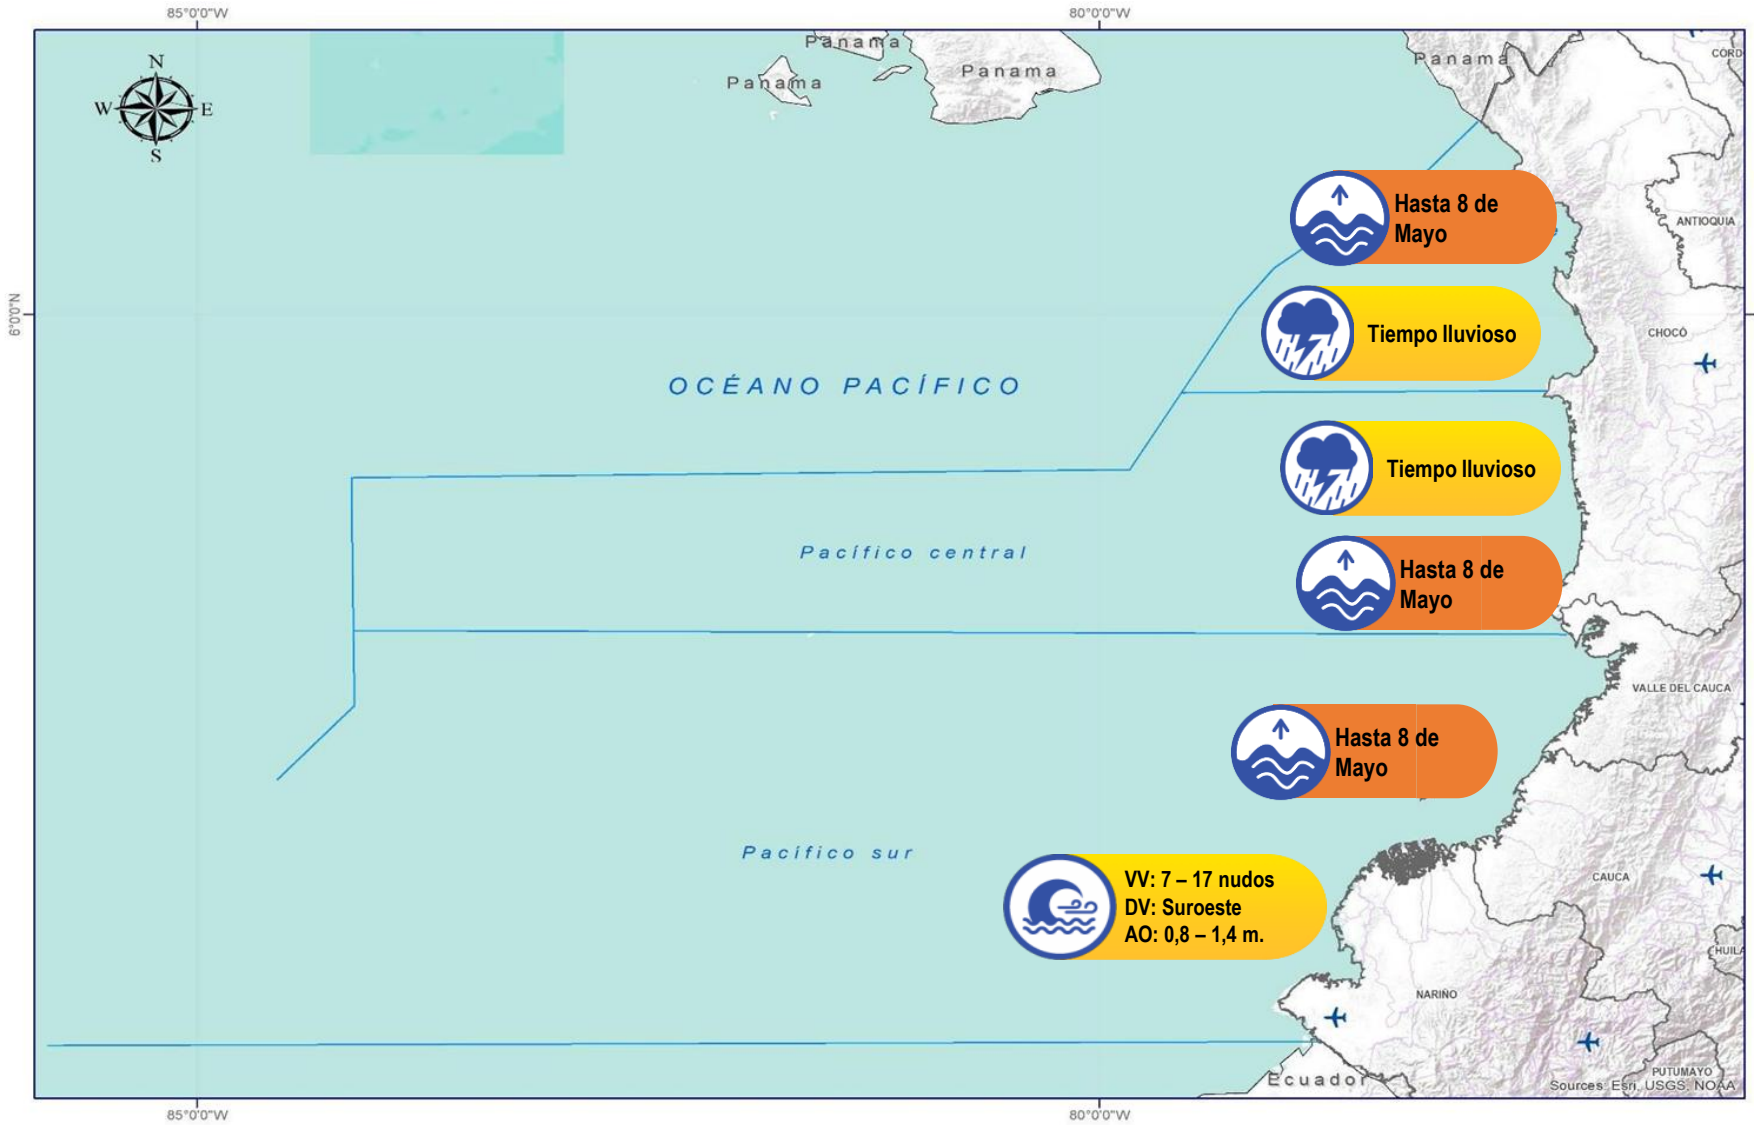 85°0'0"W
80°0'0"W
N
W
E
S
Panama
Panama
Panama
Panama
ANTIOQUIA
Hasta 8 de
Mayo
6°0'0"N
Tiempo lluvioso
CHOCÓ
OCÉANO PACÍFICO
Tiempo lluvioso
Pacífico central
Hasta 8 de
Mayo
VALLE DEL CAUCA
Hasta 8 de
Mayo
Pacífico sur
VV: 7 – 17 nudos
DV: Suroeste
AO: 0,8 – 1,4 m.
CAUCA
HUILA
NARIÑO
PUTUMAYO
Ecuador
Sources: Esri, USGS, NOAA
85°0'0"W
80°0'0"W